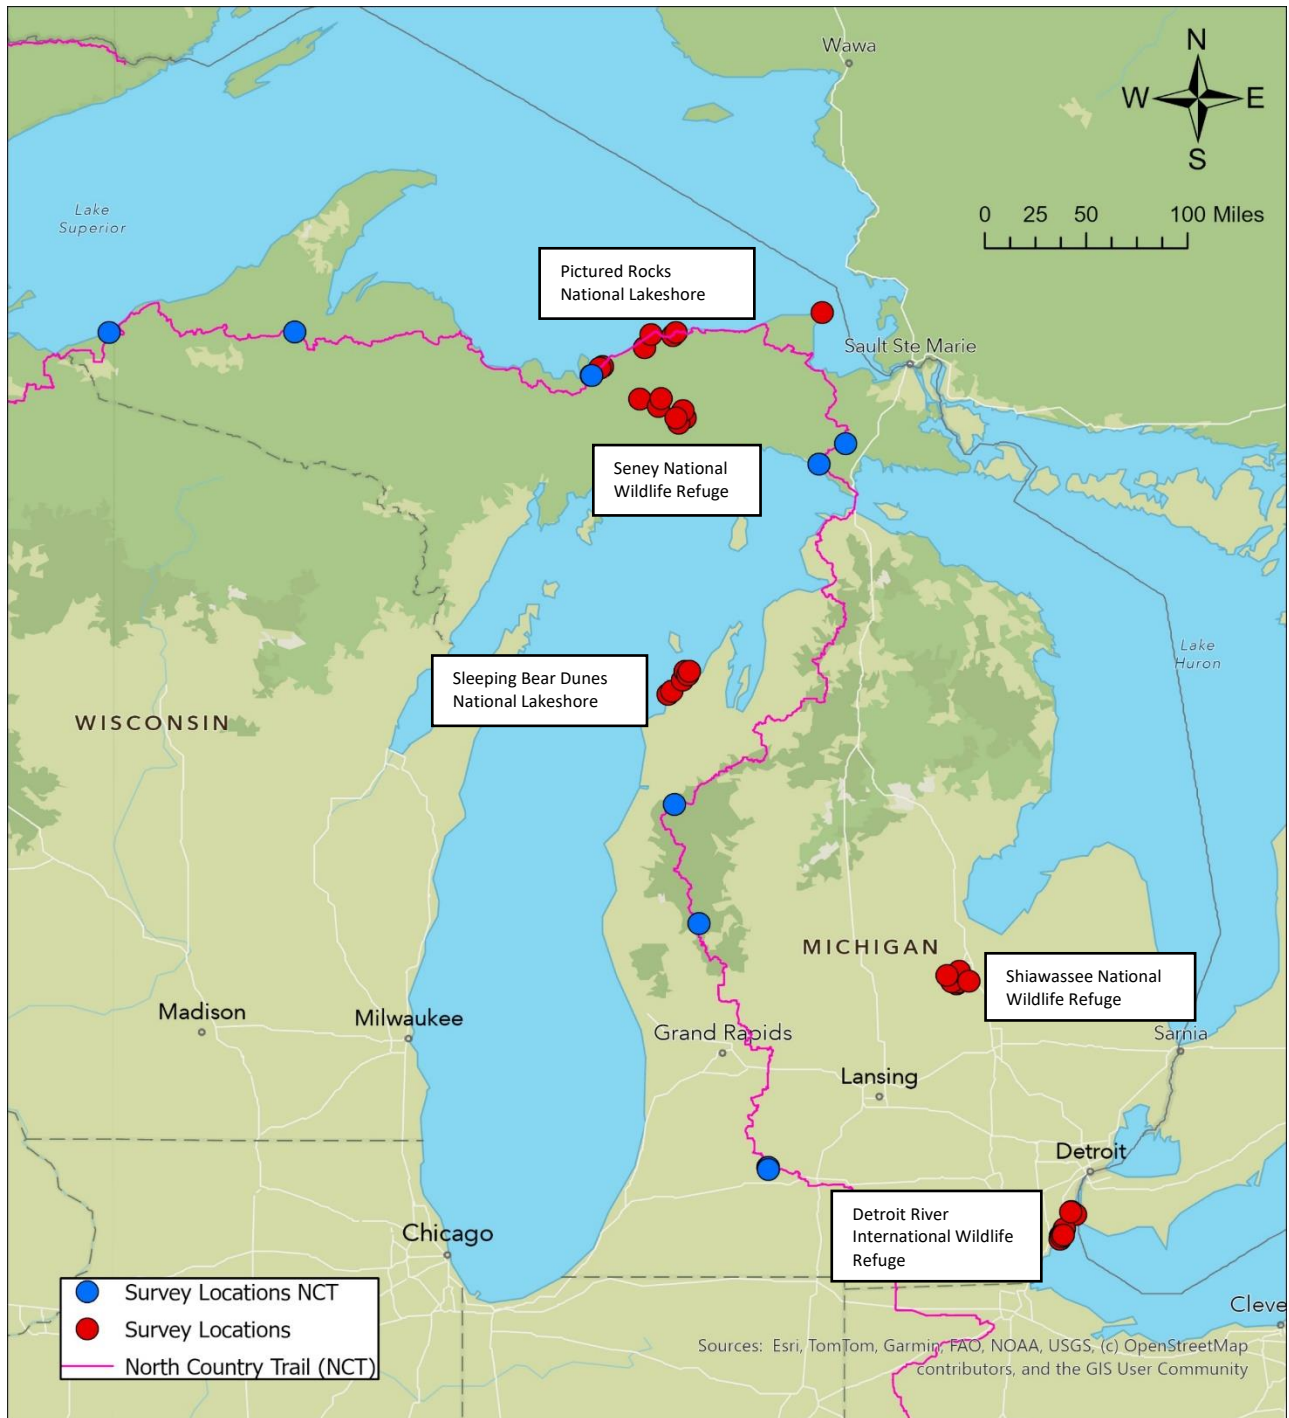 Wawa
N
W E
S
Lake
Superior
0 25 50 100 Miles
Pictured Rocks
National Lakeshore
Sault Ste Marie
Seney National
Wildlife Refuge
Lake
Huron
Sleeping Bear Dunes
National Lakeshore
WISCONSIN
MICHIGAN
Shiawassee National
Wildlife Refuge
Madison
Milwaukee
Grand Rapids
Sarnia
Lansing
Detroit
Detroit River
International Wildlife
Refuge
Chicago
Survey Locations NCT
Survey Locations
North Country Trail (NCT)
Cleve
Sources: Esri, TomTom, Garmin, FAO, NOAA, USGS, (c) OpenStreetMap
contributors, and the GIS User Community